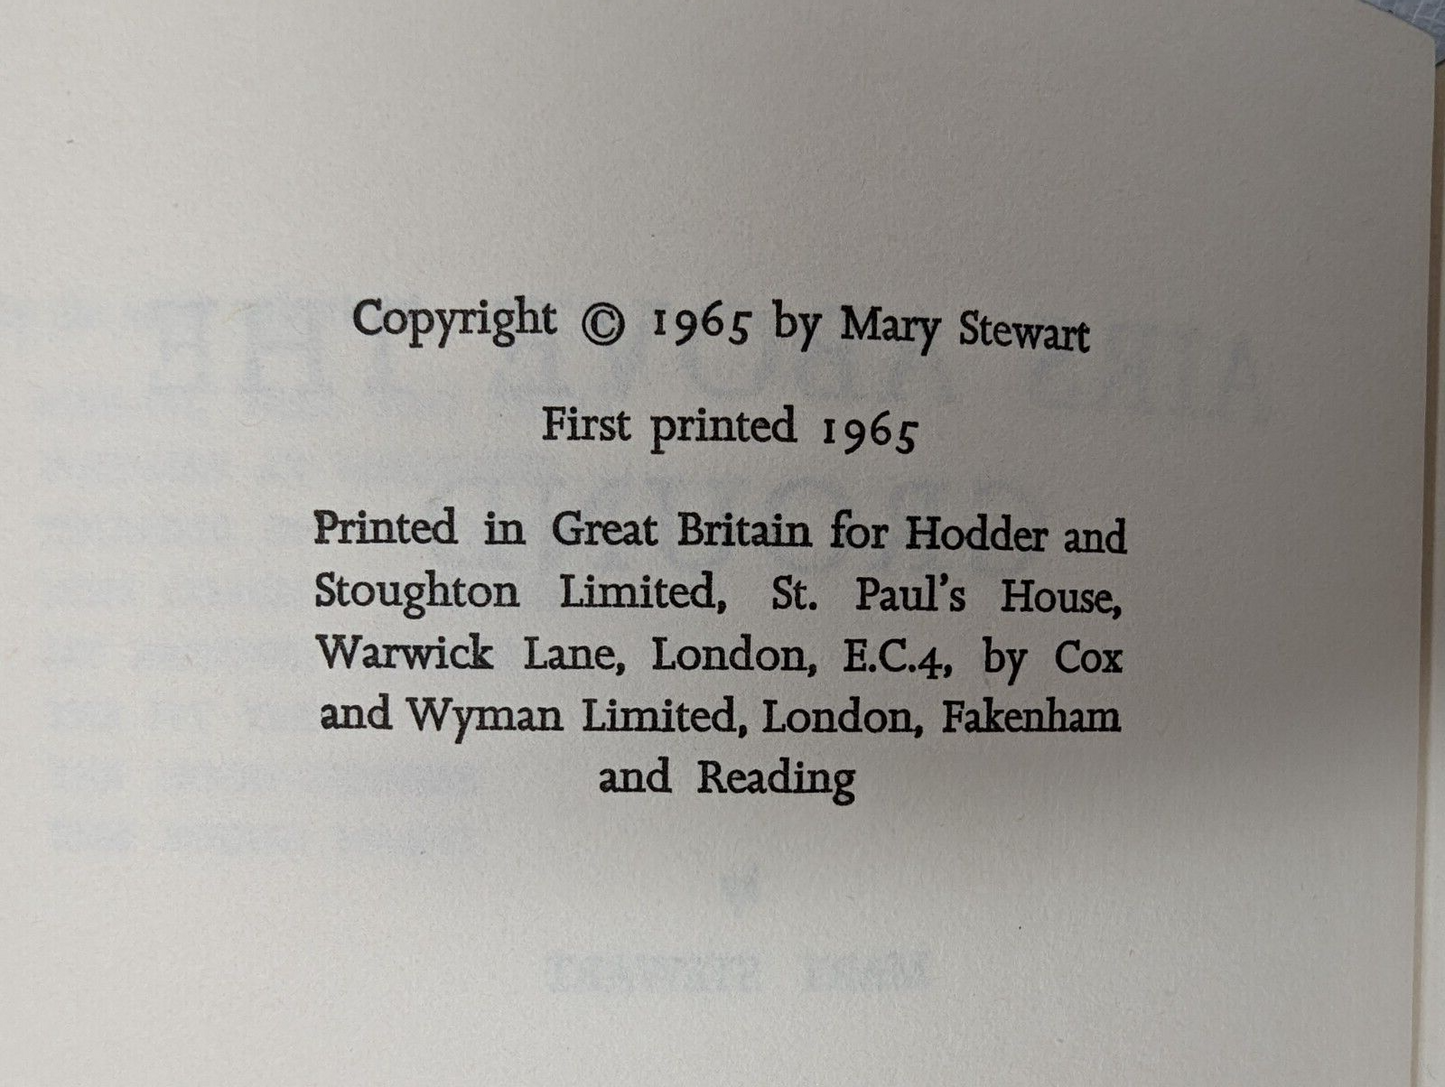 Copyright © 1965 by Mary Stewart
First printed 1965
Printed in Great Britain for Hodder and
Stoughton Limited, St. Paul's House,
Warwick Lane, London, E.C.4, by Cox
and Wyman Limited, London, Fakenham
and Reading